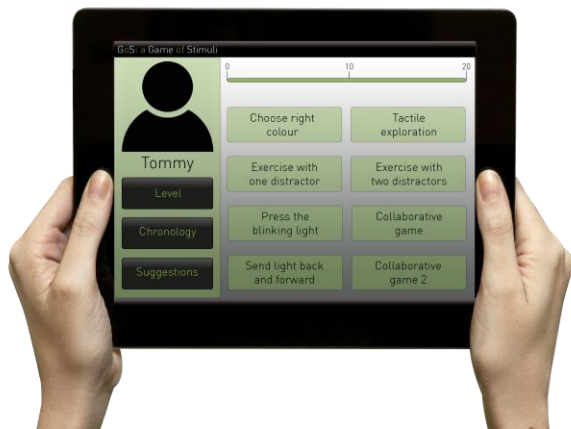 GoS: a Game of Stimuli
Tommy
Level
Chronology
Suggestions
0 10 20
Choose right
colour
Tactile
exploration
Exercise with
one distractor
Exercise with
two distractors
Press the
blinking light
Collaborative
game
Send light back
and forward
Collaborative
game 2